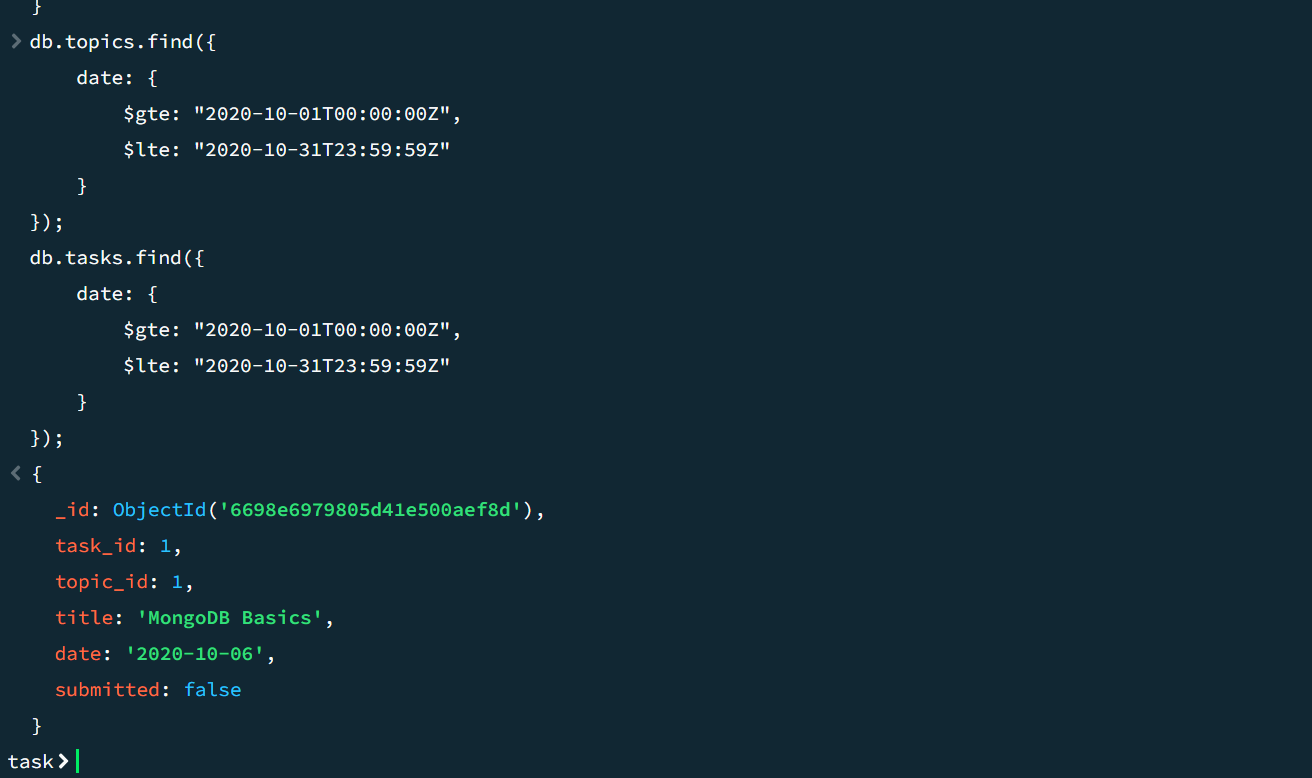 }
db.topics.find({
date: {
$gte: "2020-10-01T00:00:00Z",
$lte: "2020-10-31T23:59:59Z"
}
});
db.tasks.find({
date: {
$gte: "2020-10-01T00:00:00Z",
$lte: "2020-10-31T23:59:59Z"
}
});
{
_id: ObjectId('6698e6979805d41e500aef8d'),
task_id: 1,
topic_id: 1,
title: 'MongoDB Basics',
date: '2020-10-06',
submitted: false
}
task>